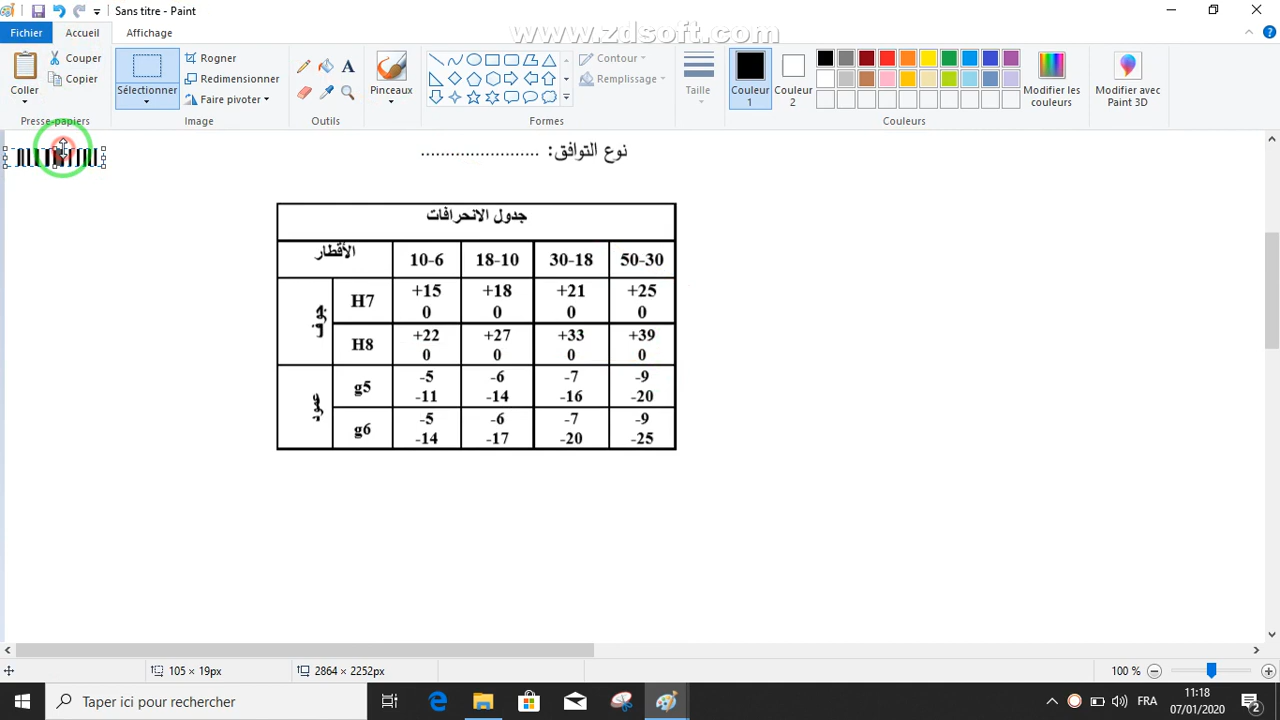 Sans titre - Paint
www.zdsoft.com
Fichier
Accueil
Affichage
Coller
Couper
Copier
Presse-papiers
Sélectionner
Rogner
Redimensionner
Faire pivoter
Image
Outils
Pinceaux
Contour
Remplissage
Formes
Taille
Couleur 1
Couleur 2
Modifier les couleurs
Couleurs
Modifier avec Paint 3D
نوع التوافق: .......................
جدول الانحرافات
الأقطار 10-6 18-10 30-18 50-30
جوف
H7 +15 +18 +21 +25
0 0 0 0
H8 +22 +27 +33 +39
0 0 0 0
عمود
g5 -5 -6 -7 -9
-11 -14 -16 -20
g6 -5 -6 -7 -9
-14 -17 -20 -25
105 × 19px
2864 × 2252px
100 %
Taper ici pour rechercher
FRA
11:18
07/01/2020
2